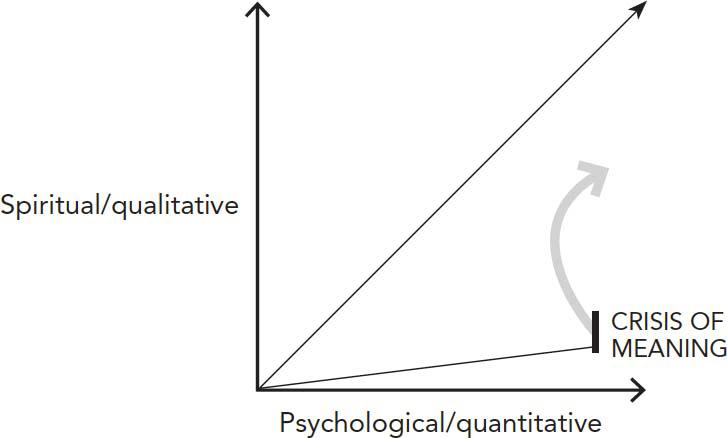 Spiritual/qualitative
CRISIS OF
MEANING
Psychological/quantitative